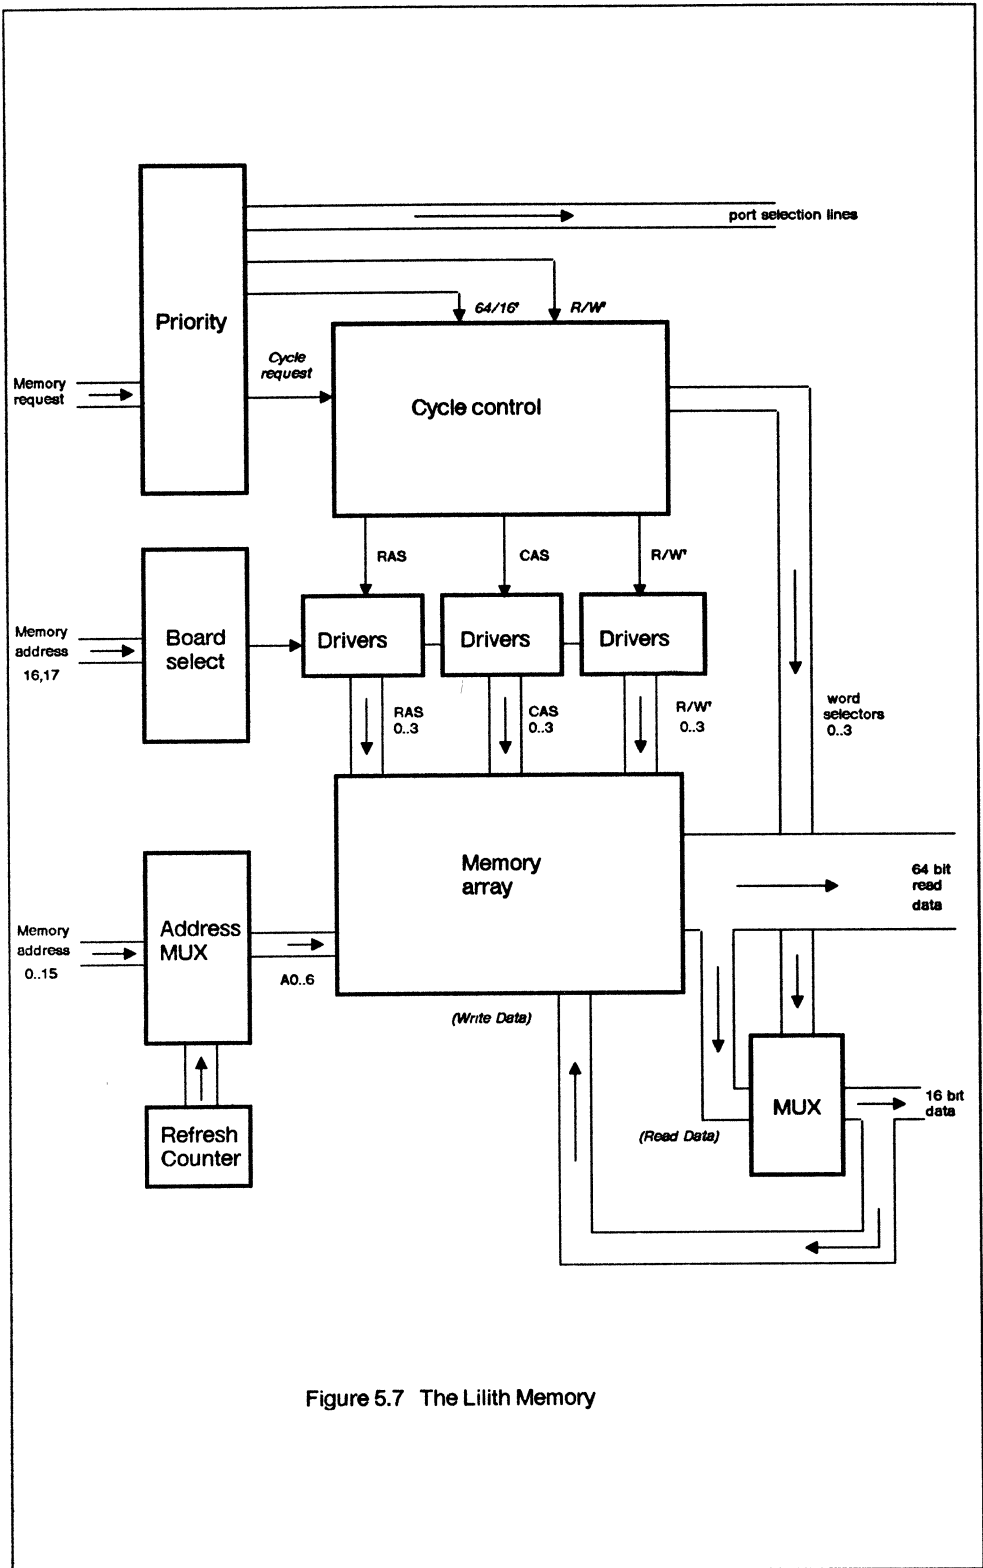 port selection lines
Priority
64/16'
R/W'
Cycle
request
Memory
request
Cycle control
RAS
CAS
R/W'
Memory
address
16,17
Board
select
Drivers
Drivers
Drivers
RAS
0..3
CAS
0..3
R/W'
0..3
word
selectors
0..3
Memory
array
64 bit
read
data
Memory
address
0..15
Address
MUX
A0..6
(Write Data)
Refresh
Counter
MUX
16 bit
data
(Read Data)
Figure 5.7 The Lilith Memory